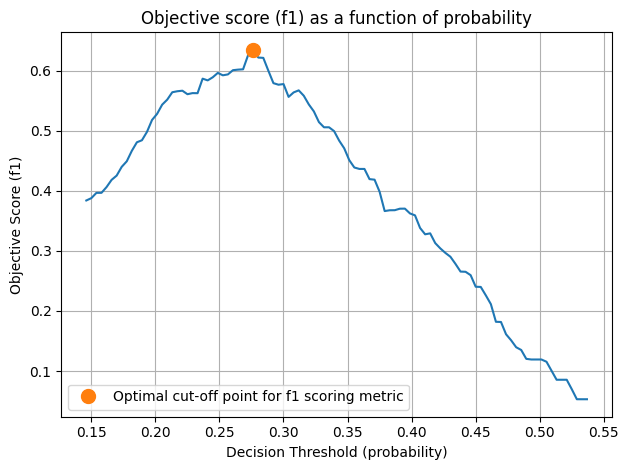 Objective score (f1) as a function of probability
Objective Score (f1)
0.6
0.5
0.4
0.3
0.2
0.1
Optimal cut-off point for f1 scoring metric
0.15 0.20 0.25 0.30 0.35 0.40 0.45 0.50 0.55
Decision Threshold (probability)